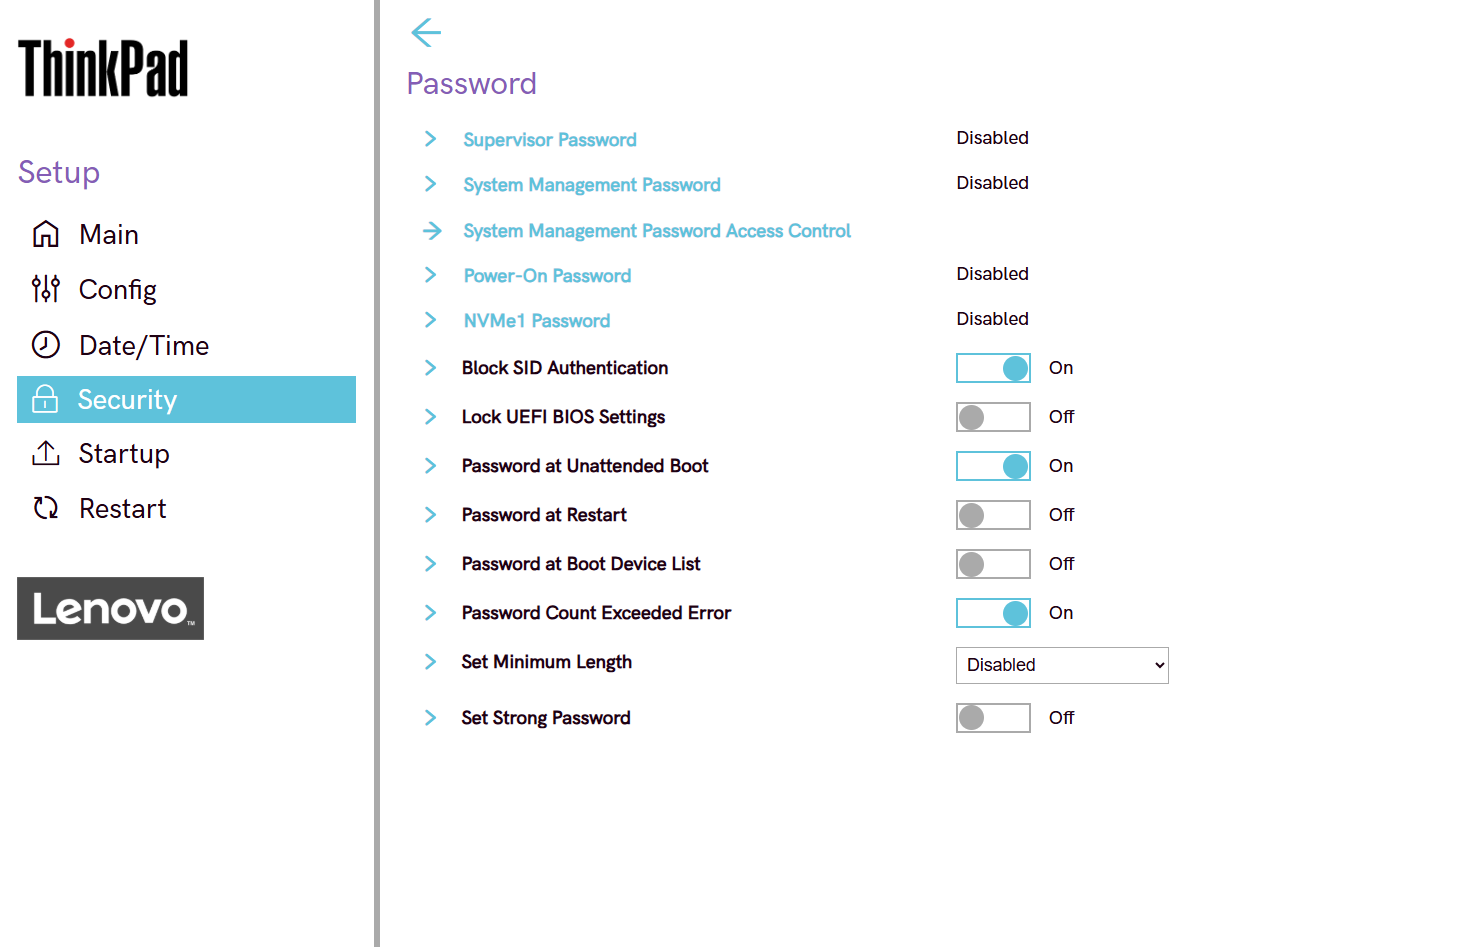 ThinkPad
Setup
Main
Config
Date/Time
Security
Startup
Restart
Lenovo™
Password
Supervisor Password Disabled
System Management Password Disabled
System Management Password Access Control
Power-On Password Disabled
NVMe1 Password Disabled
Block SID Authentication On
Lock UEFI BIOS Settings Off
Password at Unattended Boot On
Password at Restart Off
Password at Boot Device List Off
Password Count Exceeded Error On
Set Minimum Length Disabled
Set Strong Password Off